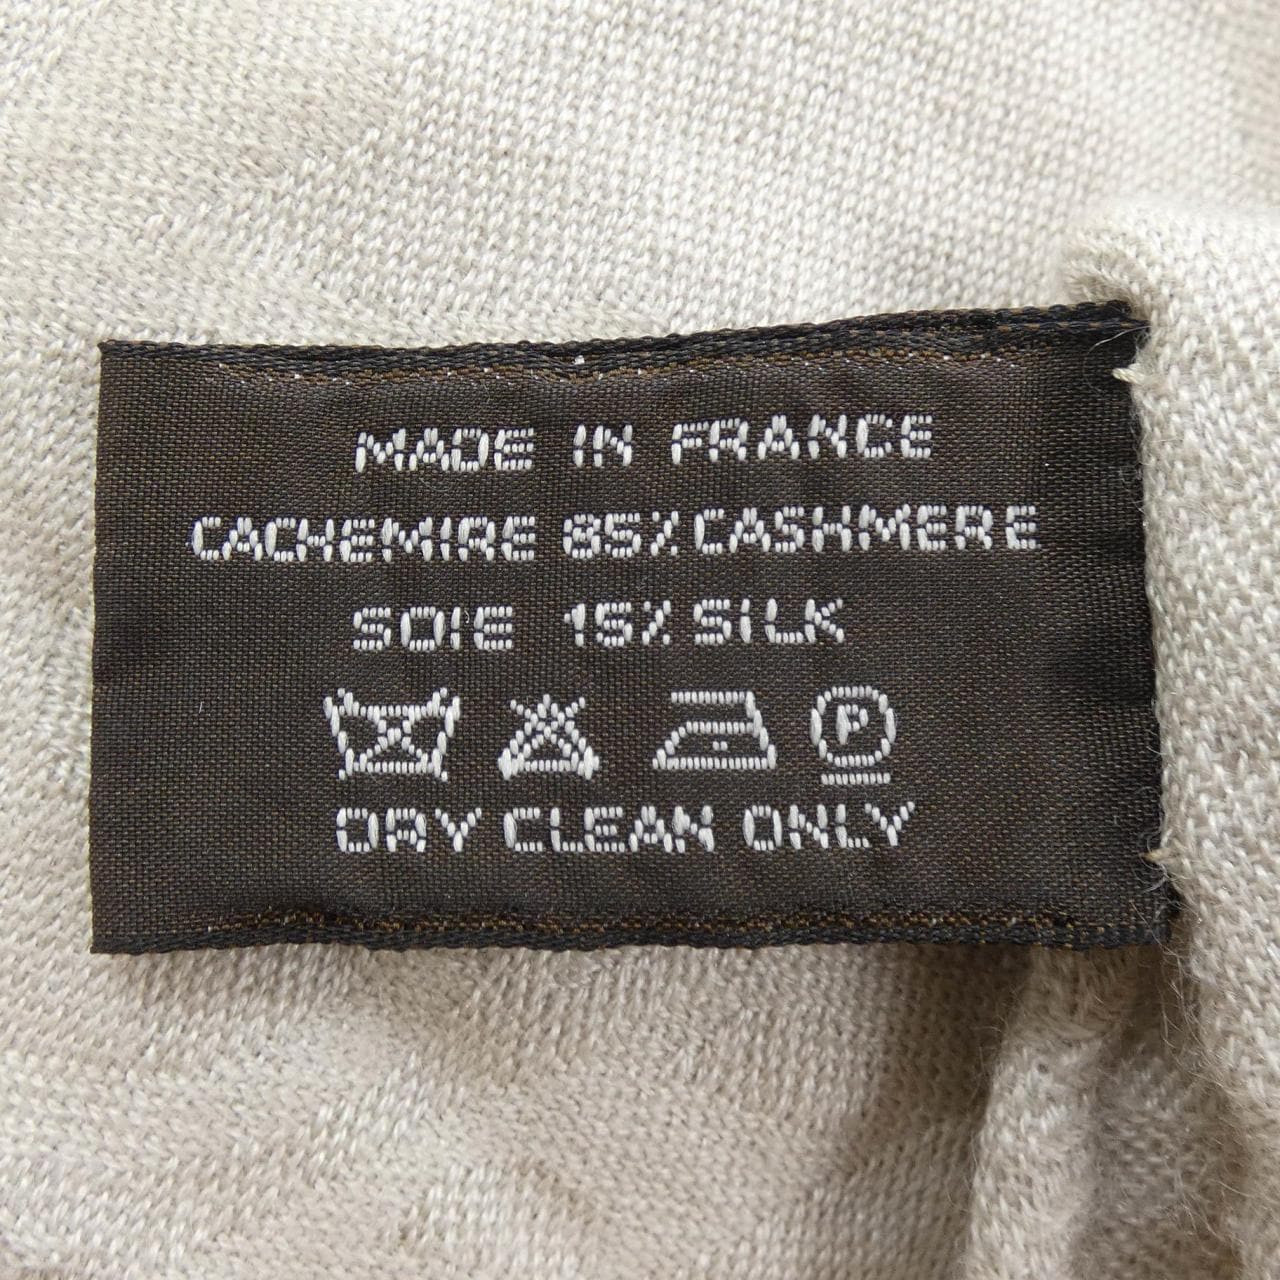 MADE IN FRANCE
CACHEMIRE 85% CASHMERE
SOIE 15% SILK
P
DRY CLEAN ONLY